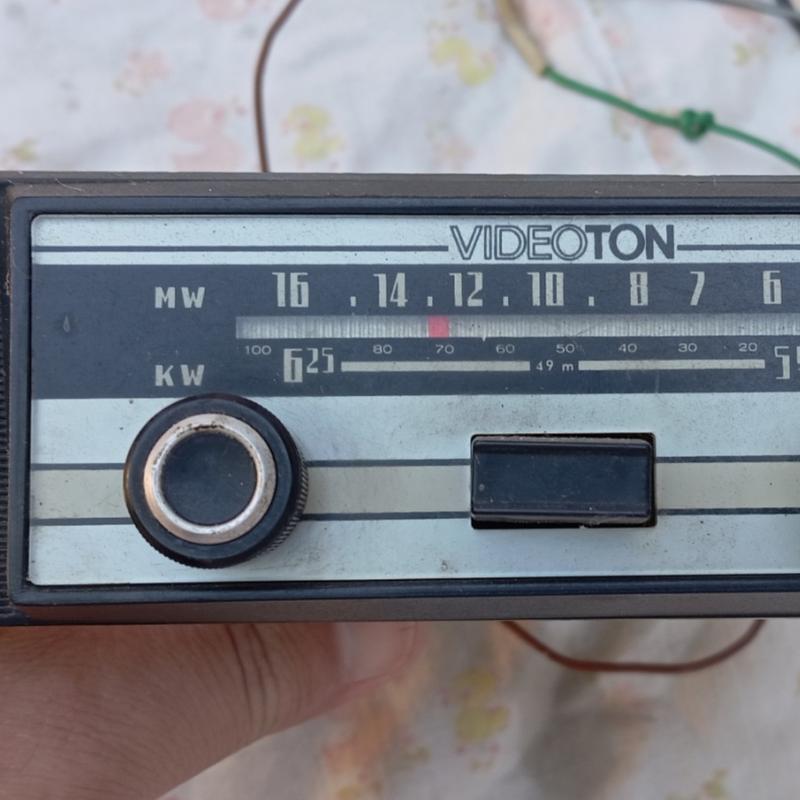 VIDEOTON
MW 16 . 14 . 12 . 10 . 8 7 6
100 80 70 60 50 40 30 20
KW 6²⁵ 49 m